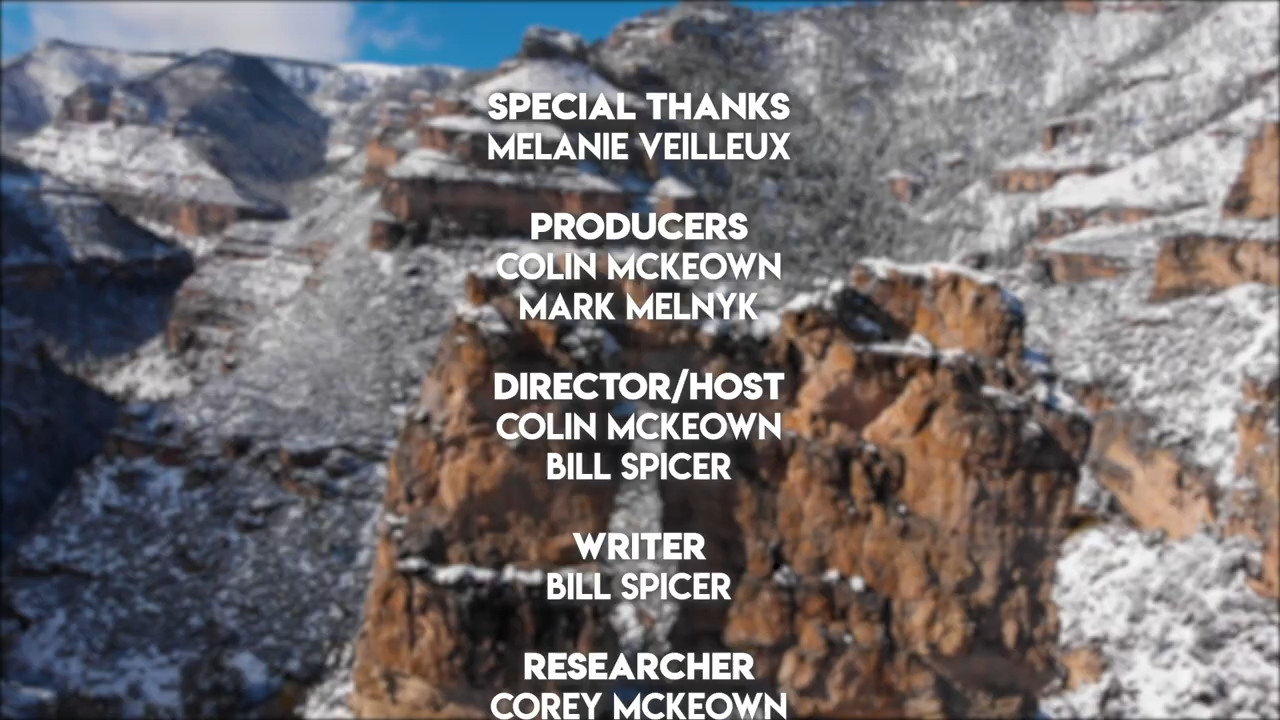 SPECIAL THANKS
MELANIE VEILLEUX
PRODUCERS
COLIN MCKEOWN
MARK MELNYK
DIRECTOR/HOST
COLIN MCKEOWN
BILL SPICER
WRITER
BILL SPICER
RESEARCHER
COREY MCKEOWN